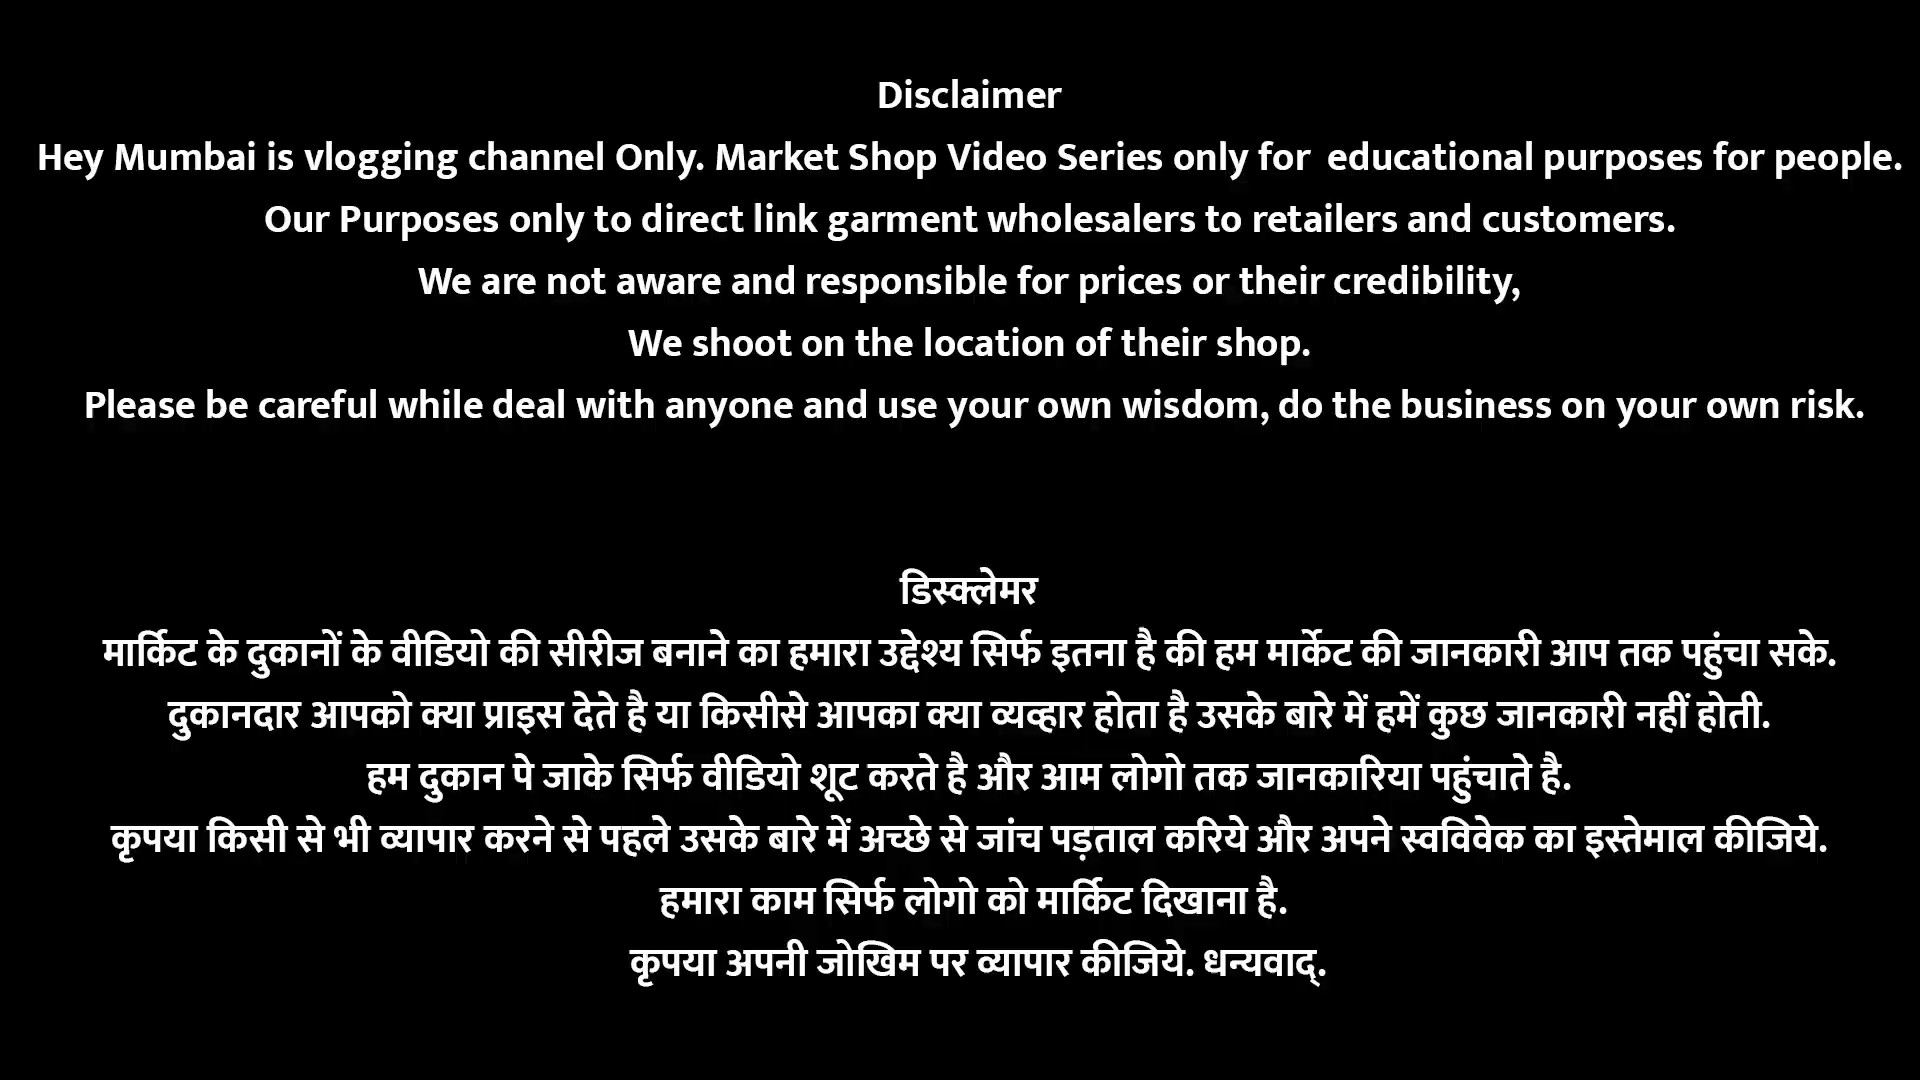 Disclaimer
Hey Mumbai is vlogging channel Only. Market Shop Video Series only for educational purposes for people.
Our Purposes only to direct link garment wholesalers to retailers and customers.
We are not aware and responsible for prices or their credibility,
We shoot on the location of their shop.
Please be careful while deal with anyone and use your own wisdom, do the business on your own risk.
डिस्क्लेमर
मार्किट के दुकानों के वीडियो की सीरीज बनाने का हमारा उद्देश्य सिर्फ इतना है की हम मार्केट की जानकारी आप तक पहुंचा सके.
दुकानदार आपको क्या प्राइस देते है या किसीसे आपका क्या व्यव्हार होता है उसके बारे में हमें कुछ जानकारी नहीं होती.
हम दुकान पे जाके सिर्फ वीडियो शूट करते है और आम लोगो तक जानकारिया पहुंचाते है.
कृपया किसी से भी व्यापार करने से पहले उसके बारे में अच्छे से जांच पड़ताल करिये और अपने स्वविवेक का इस्तेमाल कीजिये.
हमारा काम सिर्फ लोगो को मार्किट दिखाना है.
कृपया अपनी जोखिम पर व्यापार कीजिये. धन्यवाद्.